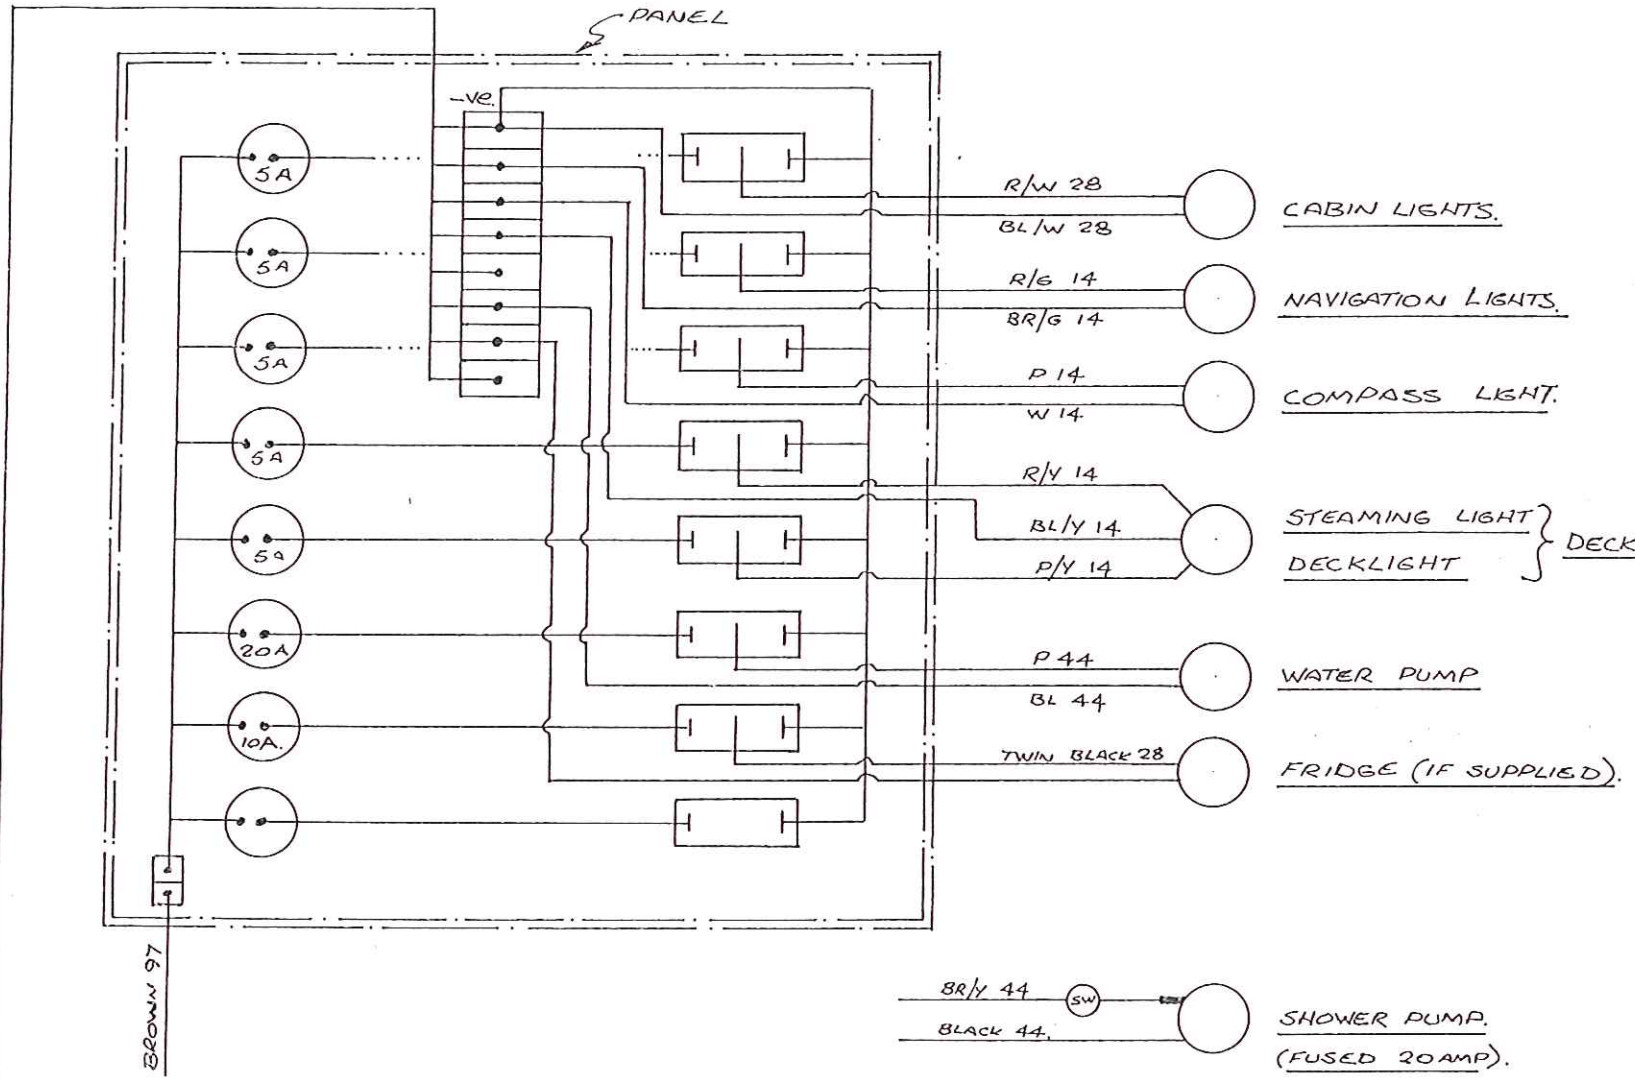 PANEL
-ve.
5A
5A
5A
5A
5A
20A
10A.
R/W 28
BL/W 28
CABIN LIGHTS.
R/G 14
BR/G 14
NAVIGATION LIGHTS.
P 14
W 14
COMPASS LIGHT.
R/Y 14
BL/Y 14
P/Y 14
STEAMING LIGHT
DECKLIGHT
DECK
P 44
BL 44
WATER PUMP
TWIN BLACK 28
FRIDGE (IF SUPPLIED).
BROWN 97
BR/Y 44
SW
BLACK 44.
SHOWER PUMP.
(FUSED 20AMP).